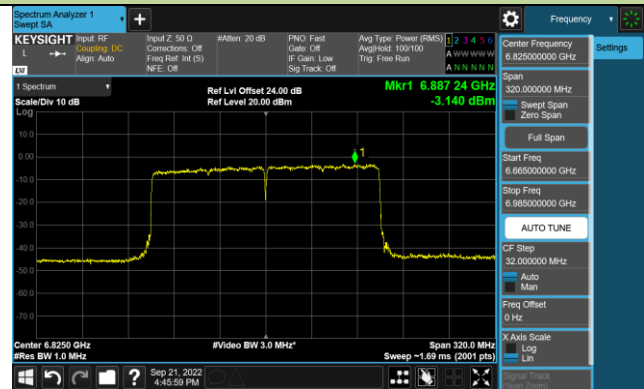 Spectrum Analyzer 1
Swept SA
+
Frequency
KEYSIGHT
L
LXI
Input: RF
Coupling: DC
Align: Auto
Input Z: 50 Ω
Corrections: Off
Freq Ref: Int (S)
NFE: Off
#Atten: 20 dB
PNO: Fast
Gate: Off
IF Gain: Low
Sig Track: Off
Avg Type: Power (RMS)
Avg|Hold: 100/100
Trig: Free Run
1 2 3 4 5 6
A W W W W W
A N N N N N
1 Spectrum
Scale/Div 10 dB
Log
Ref Lvl Offset 24.00 dB
Ref Level 20.00 dBm
Mkr1 6.887 24 GHz
-3.140 dBm
10.0
0.00
-10.0
-20.0
-30.0
-40.0
-50.0
-60.0
-70.0
1
Center 6.8250 GHz
#Res BW 1.0 MHz
#Video BW 3.0 MHz*
Span 320.0 MHz
Sweep ~1.69 ms (2001 pts)
Center Frequency
6.825000000 GHz
Span
320.000000 MHz
Swept Span
Zero Span
Full Span
Start Freq
6.665000000 GHz
Stop Freq
6.985000000 GHz
AUTO TUNE
CF Step
32.000000 MHz
Auto
Man
Freq Offset
0 Hz
X Axis Scale
Log
Lin
Signal Track
(Span Zoom)
Settings
?
Sep 21, 2022
4:45:59 PM